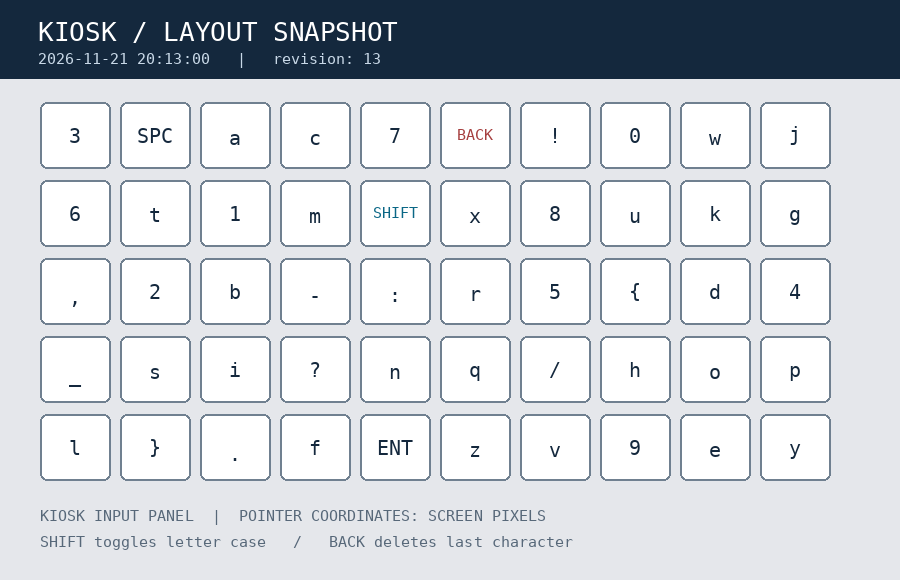 KIOSK / LAYOUT SNAPSHOT
2026-11-21 20:13:00 | revision: 13
3 SPC a c 7 BACK ! 0 w j
6 t 1 m SHIFT x 8 u k g
, 2 b - : r 5 { d 4
_ s i ? n q / h o p
l } . f ENT z v 9 e y
KIOSK INPUT PANEL | POINTER COORDINATES: SCREEN PIXELS
SHIFT toggles letter case / BACK deletes last character